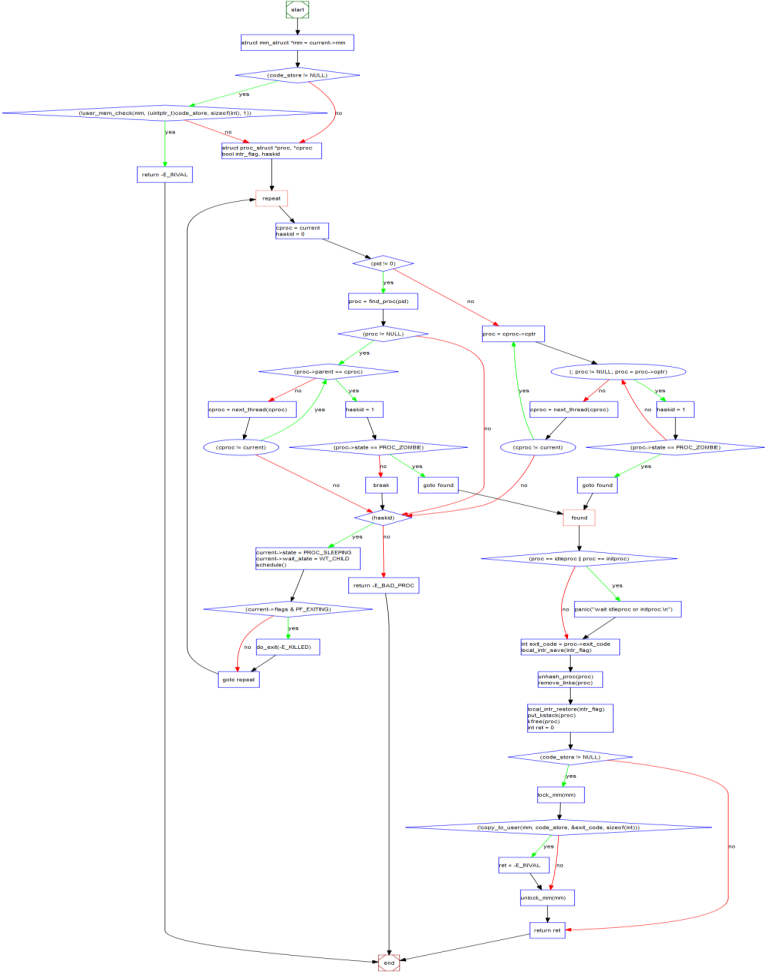 start
struct mm_struct *mm = current->mm
(code_store != NULL)
yes
no
(!user_mem_check(mm, (uintptr_t)code_store, sizeof(int), 1))
yes
no
struct proc_struct *proc, *cproc
bool intr_flag, haskid
return -E_INVAL
repeat
cproc = current
haskid = 0
(pid != 0)
yes
no
proc = find_proc(pid)
proc = cproc->cptr
(proc != NULL)
yes
no
(proc->parent == cproc)
(; proc != NULL; proc = proc->optr)
no
yes
yes
no
yes
no
yes
cproc = next_thread(cproc)
haskid = 1
cproc = next_thread(cproc)
haskid = 1
(cproc != current)
(proc->state == PROC_ZOMBIE)
(cproc != current)
(proc->state == PROC_ZOMBIE)
no
no
yes
no
yes
break
goto found
goto found
(haskid)
found
yes
no
current->state = PROC_SLEEPING
current->wait_state = WT_CHILD
schedule()
(proc == idleproc || proc == initproc)
return -E_BAD_PROC
yes
no
(current->flags & PF_EXITING)
panic("wait idleproc or initproc.\n")
yes
no
do_exit(-E_KILLED)
int exit_code = proc->exit_code
local_intr_save(intr_flag)
goto repeat
unhash_proc(proc)
remove_links(proc)
local_intr_restore(intr_flag)
put_kstack(proc)
kfree(proc)
int ret = 0
(code_store != NULL)
yes
no
lock_mm(mm)
(!copy_to_user(mm, code_store, &exit_code, sizeof(int)))
yes
no
ret = -E_INVAL
unlock_mm(mm)
return ret
end